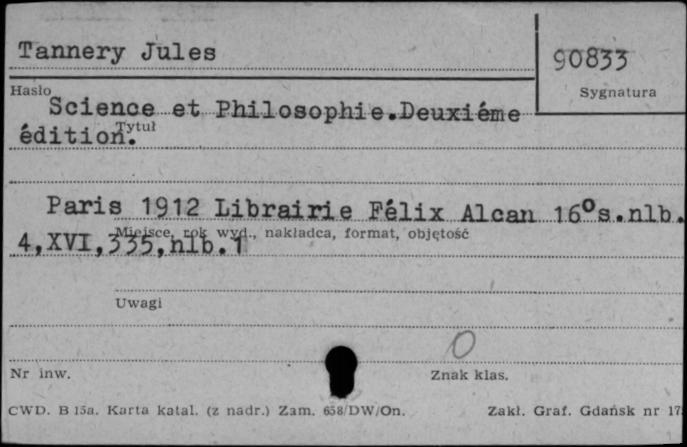 Tannery Jules
90833
Hasło
Sygnatura
Science et Philosophie.Deuxiéme
édition.
Tytuł
Paris 1912 Librairie Félix Alcan 16°s.nlb.
4,XVI,335,nlb.1
Miejsce, rok wyd., nakładca, format, objętość
Uwagi
0
Nr inw.
Znak klas.
CWD. B 15a. Karta katal. (z nadr.) Zam. 658/DW/On.
Zakł. Graf. Gdańsk nr 17